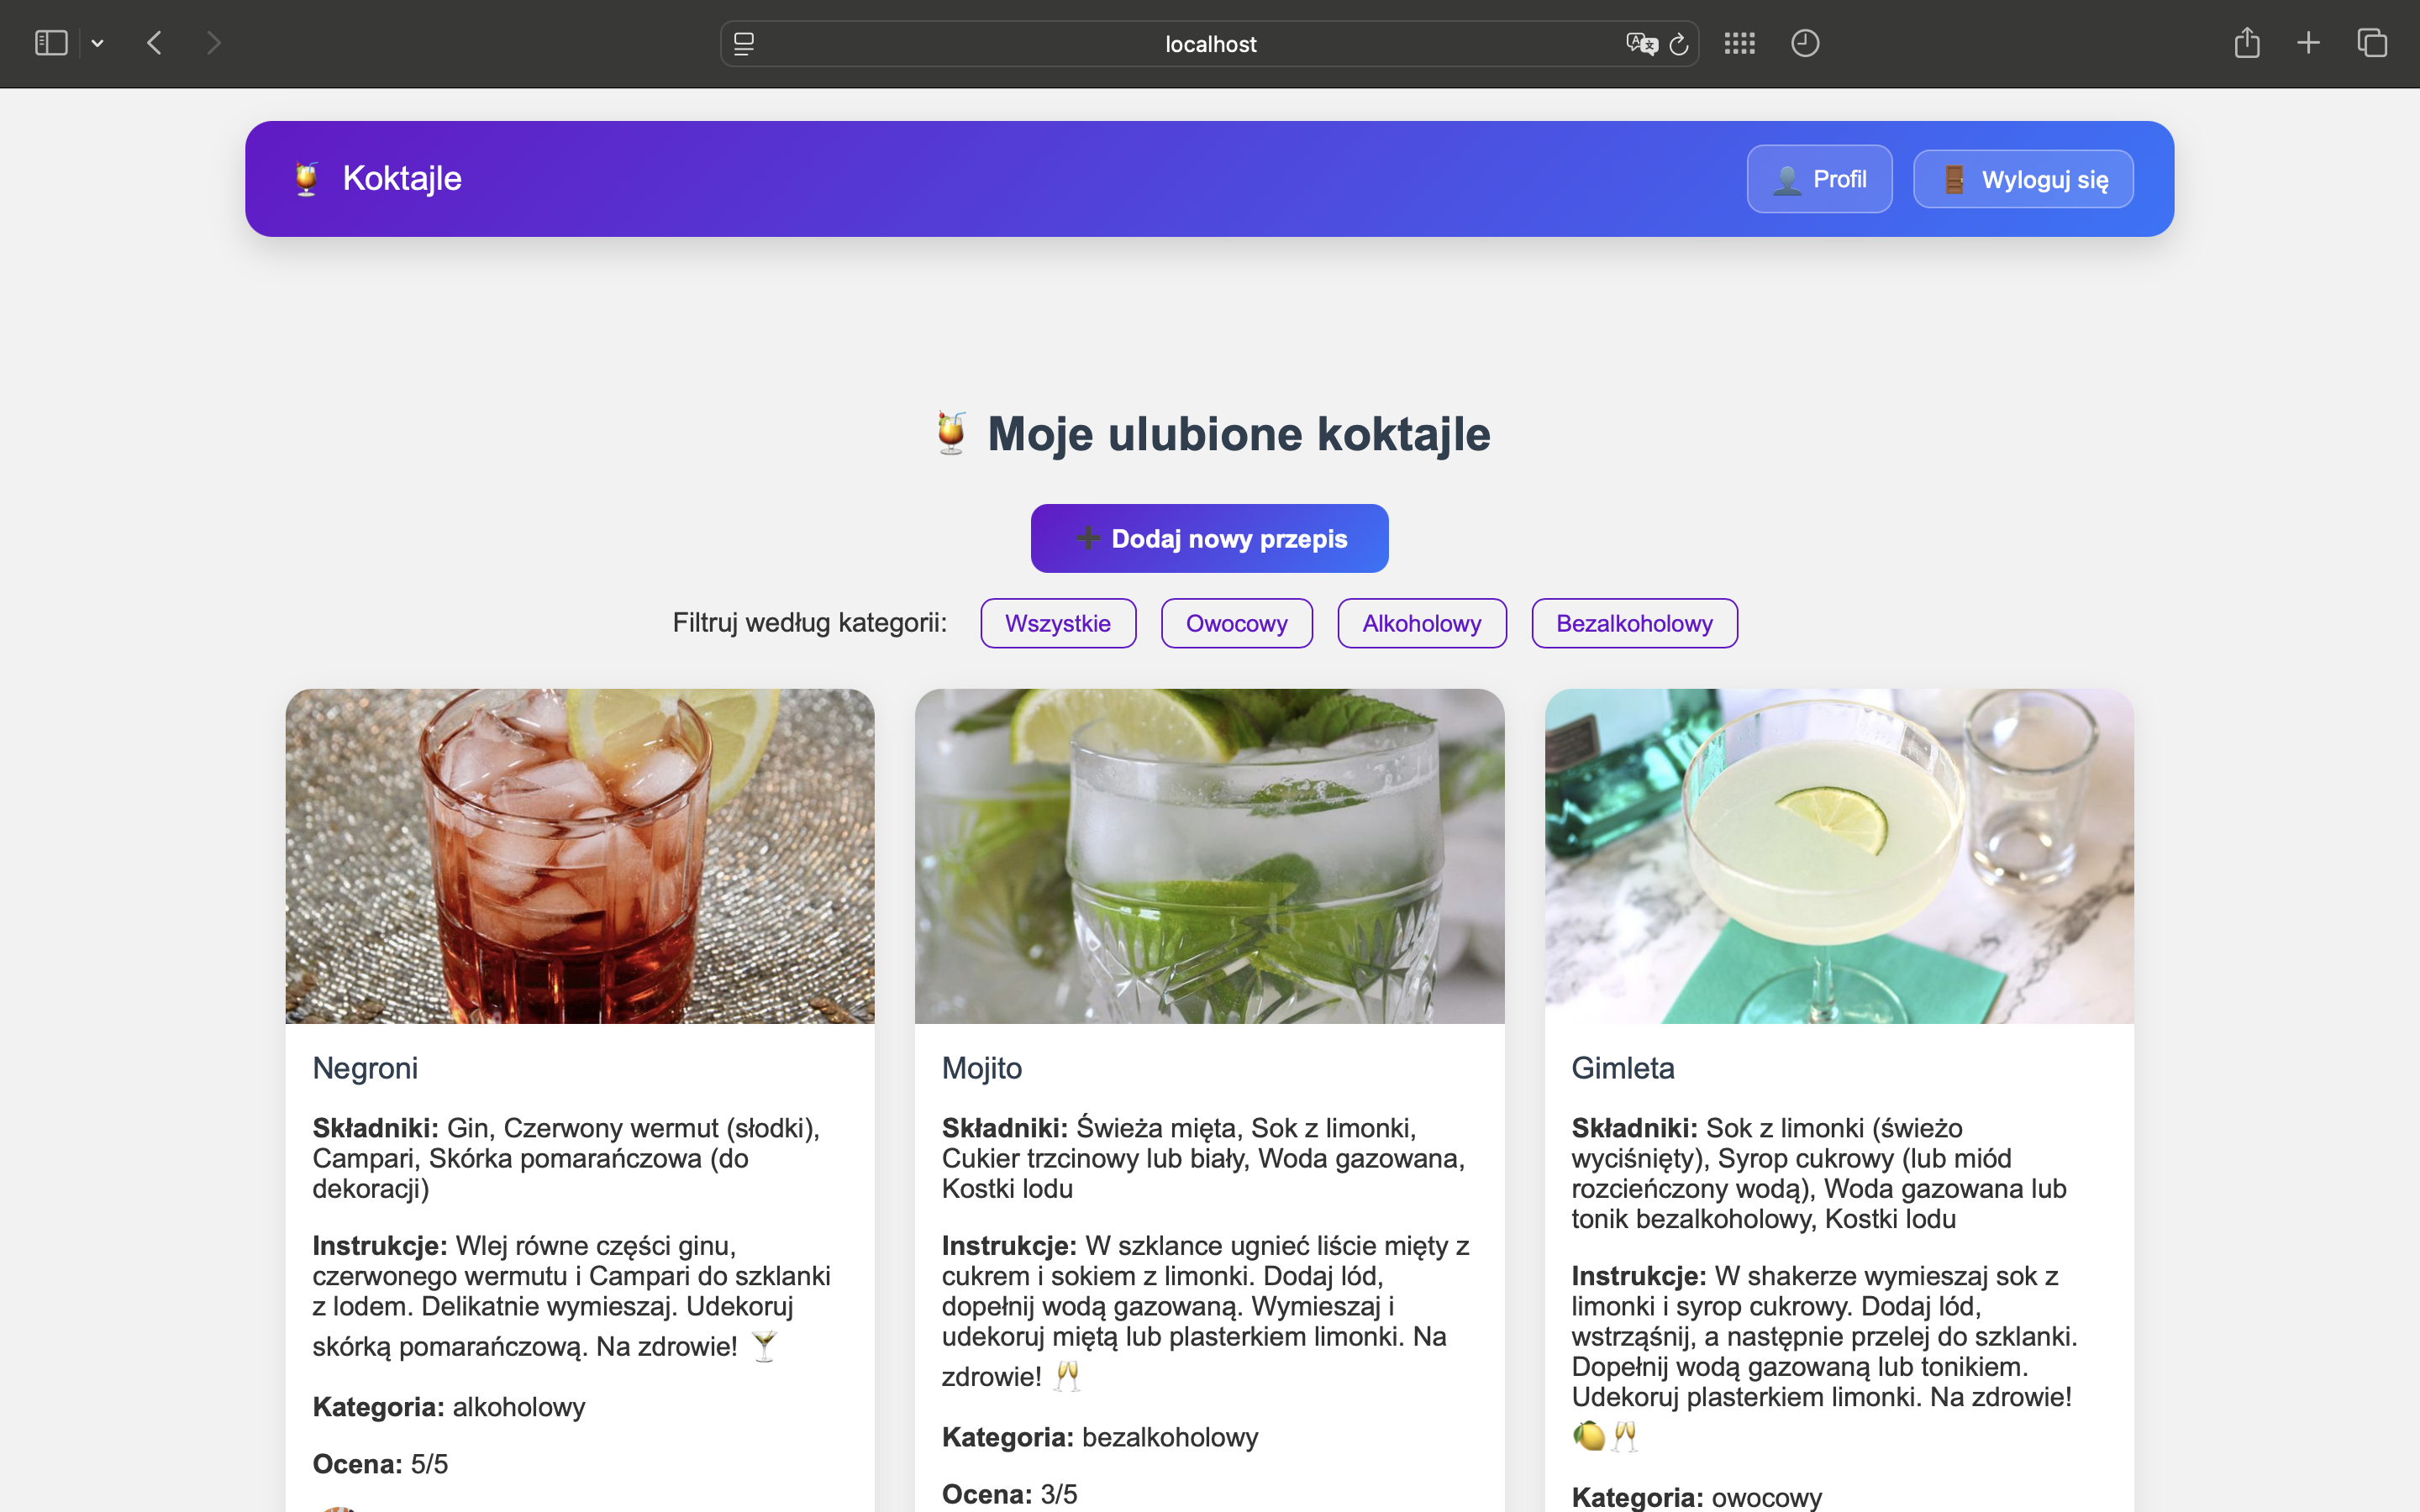 localhost
Koktajle
Profil
Wyloguj się
Moje ulubione koktajle
Dodaj nowy przepis
Filtruj według kategorii:
Wszystkie
Owocowy
Alkoholowy
Bezalkoholowy
Negroni
Składniki: Gin, Czerwony wermut (słodki),
Campari, Skórka pomarańczowa (do
dekoracji)
Instrukcje: Wlej równe części ginu,
czerwonego wermutu i Campari do szklanki
z lodem. Delikatnie wymieszaj. Udekoruj
skórką pomarańczową. Na zdrowie! 🍸
Kategoria: alkoholowy
Ocena: 5/5
Mojito
Składniki: Świeża mięta, Sok z limonki,
Cukier trzcinowy lub biały, Woda gazowana,
Kostki lodu
Instrukcje: W szklance ugnieć liście mięty z
cukrem i sokiem z limonki. Dodaj lód,
dopełnij wodą gazowaną. Wymieszaj i
udekoruj miętą lub plasterkiem limonki. Na
zdrowie! 🥂
Kategoria: bezalkoholowy
Ocena: 3/5
Gimleta
Składniki: Sok z limonki (świeżo
wyciśnięty), Syrop cukrowy (lub miód
rozcieńczony wodą), Woda gazowana lub
tonik bezalkoholowy, Kostki lodu
Instrukcje: W shakerze wymieszaj sok z
limonki i syrop cukrowy. Dodaj lód,
wstrząśnij, a następnie przelej do szklanki.
Dopełnij wodą gazowaną lub tonikiem.
Udekoruj plasterkiem limonki. Na zdrowie!
🍋🥂
Kategoria: owocowy